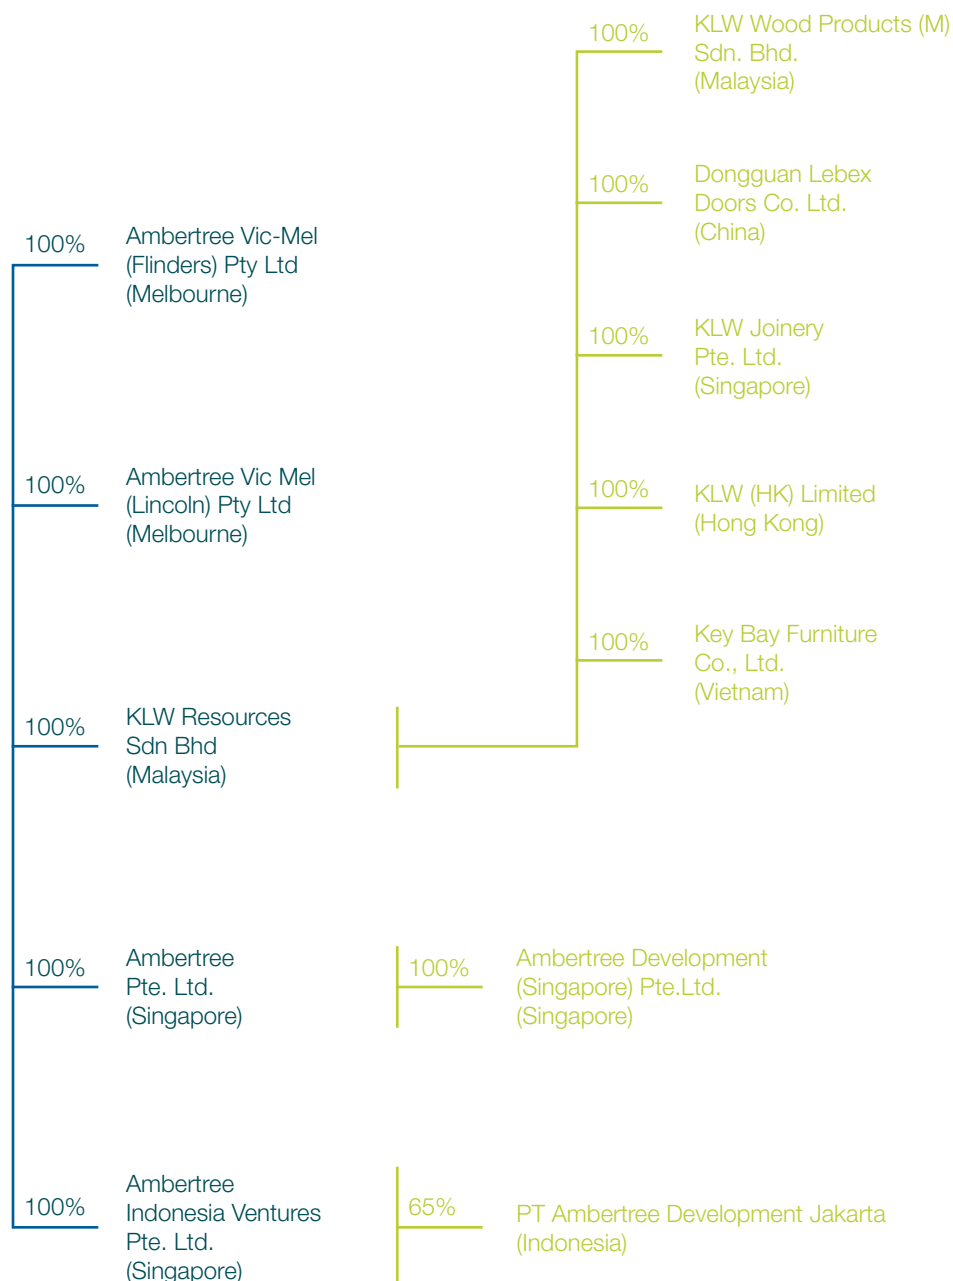 100%
Ambertree Vic-Mel
(Flinders) Pty Ltd
(Melbourne)
100%
Ambertree Vic Mel
(Lincoln) Pty Ltd
(Melbourne)
100%
KLW Resources
Sdn Bhd
(Malaysia)
100%
KLW Wood Products (M)
Sdn. Bhd.
(Malaysia)
100%
Dongguan Lebex
Doors Co. Ltd.
(China)
100%
KLW Joinery
Pte. Ltd.
(Singapore)
100%
KLW (HK) Limited
(Hong Kong)
100%
Key Bay Furniture
Co., Ltd.
(Vietnam)
100%
Ambertree
Pte. Ltd.
(Singapore)
100%
Ambertree Development
(Singapore) Pte.Ltd.
(Singapore)
100%
Ambertree
Indonesia Ventures
Pte. Ltd.
(Singapore)
65%
PT Ambertree Development Jakarta
(Indonesia)